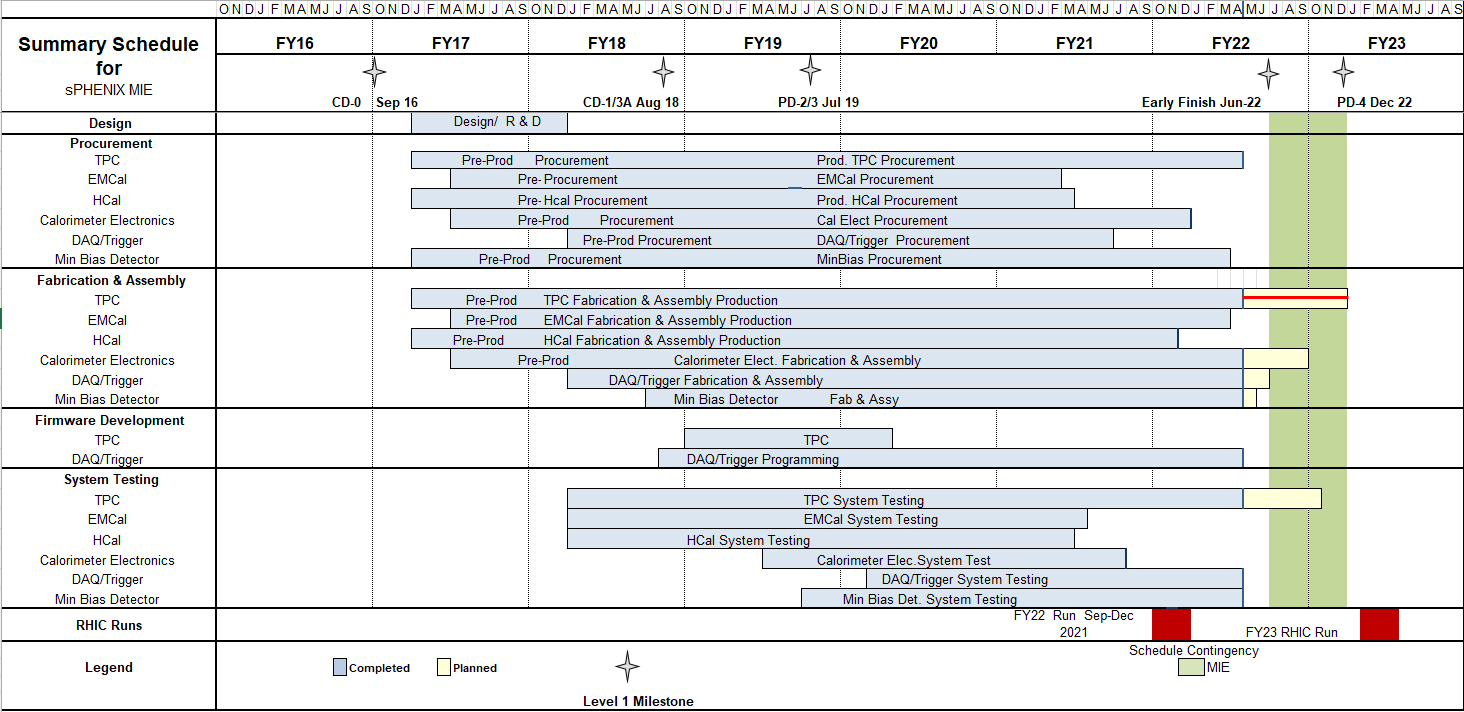 O N D J F M A M J J A S O N D J F M A M J J A S O N D J F M A M J J A S O N D J F M A M J J A S O N D J F M A M J J A S O N D J F M A M J J A S O N D J F M A M J J A S O N D J F M A M J J A S
Summary Schedule
for
sPHENIX MIE
FY16 FY17 FY18 FY19 FY20 FY21 FY22 FY23
CD-0 Sep 16 CD-1/3A Aug 18 PD-2/3 Jul 19 Early Finish Jun-22 PD-4 Dec 22
Design Design/ R & D
Procurement
TPC Pre-Prod Procurement Prod. TPC Procurement
EMCal Pre- Procurement EMCal Procurement
HCal Pre- Hcal Procurement Prod. HCal Procurement
Calorimeter Electronics Pre-Prod Procurement Cal Elect Procurement
DAQ/Trigger Pre-Prod Procurement DAQ/Trigger Procurement
Min Bias Detector Pre-Prod Procurement MinBias Procurement
Fabrication & Assembly
TPC Pre-Prod TPC Fabrication & Assembly Production
EMCal Pre-Prod EMCal Fabrication & Assembly Production
HCal Pre-Prod HCal Fabrication & Assembly Production
Calorimeter Electronics Pre-Prod Calorimeter Elect. Fabrication & Assembly
DAQ/Trigger DAQ/Trigger Fabrication & Assembly
Min Bias Detector Min Bias Detector Fab & Assy
Firmware Development
TPC TPC
DAQ/Trigger DAQ/Trigger Programming
System Testing
TPC TPC System Testing
EMCal EMCal System Testing
HCal HCal System Testing
Calorimeter Electronics Calorimeter Elec.System Test
DAQ/Trigger DAQ/Trigger System Testing
Min Bias Detector Min Bias Det. System Testing
RHIC Runs FY22 Run Sep-Dec
2021 FY23 RHIC Run
Schedule Contingency
Legend Completed Planned MIE
Level 1 Milestone